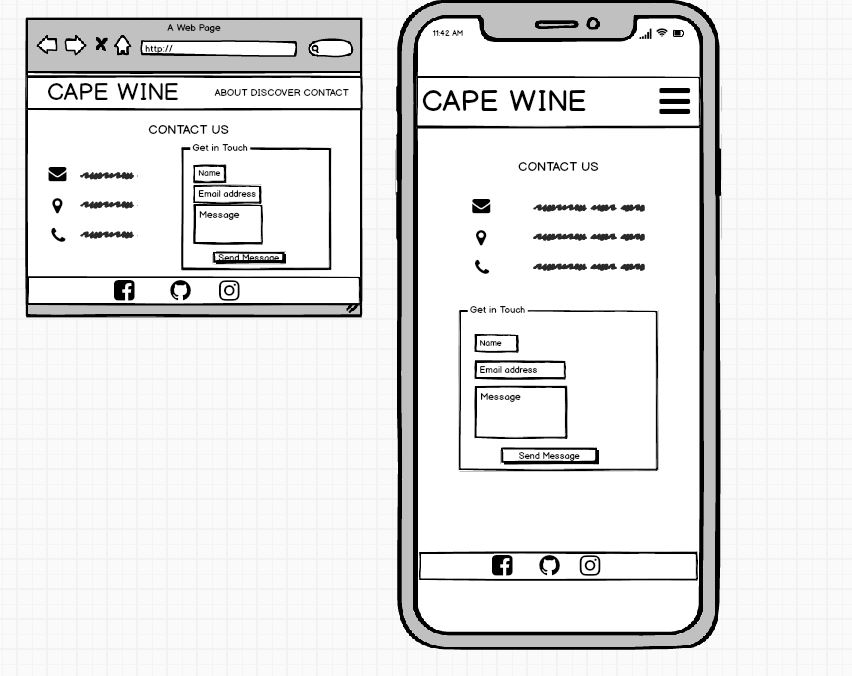 A Web Page
http://
CAPE WINE
ABOUT DISCOVER CONTACT
CONTACT US
Get in Touch
Name
Email address
Message
Send Message
11:42 AM
CAPE WINE
CONTACT US
Get in Touch
Name
Email address
Message
Send Message